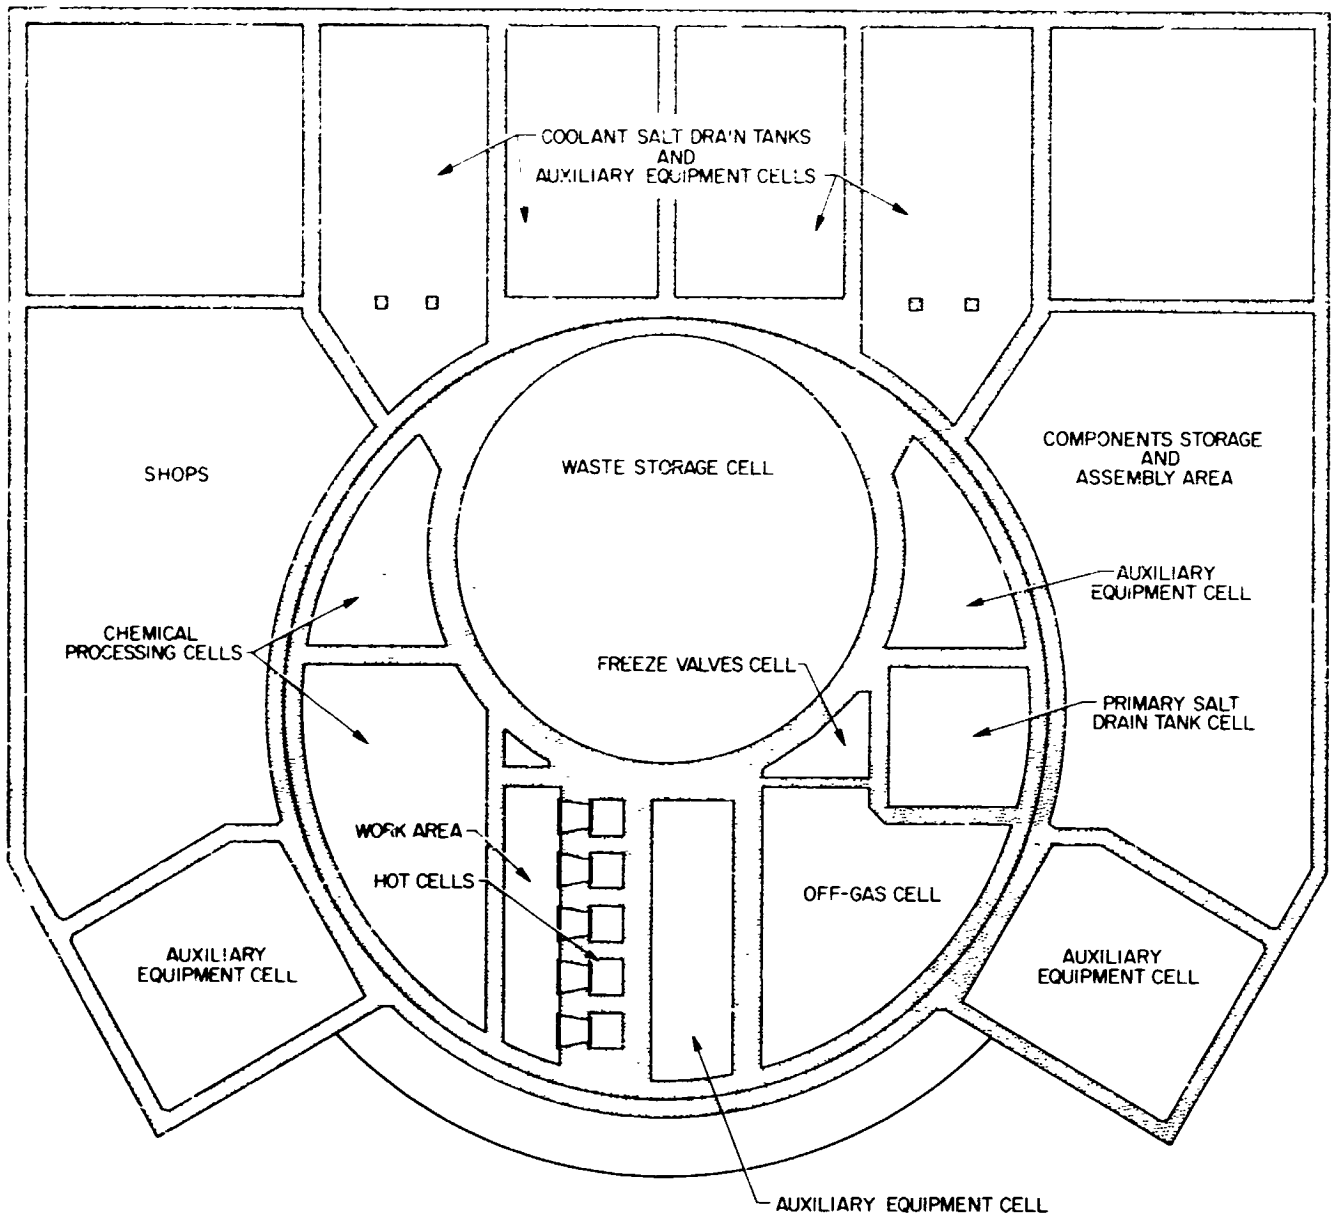 COOLANT SALT DRAIN TANKS
AND
AUXILIARY EQUIPMENT CELLS
SHOPS
WASTE STORAGE CELL
COMPONENTS STORAGE
AND
ASSEMBLY AREA
AUXILIARY
EQUIPMENT CELL
CHEMICAL
PROCESSING CELLS
FREEZE VALVES CELL
PRIMARY SALT
DRAIN TANK CELL
WORK AREA
HOT CELLS
OFF-GAS CELL
AUXILIARY
EQUIPMENT CELL
AUXILIARY
EQUIPMENT CELL
AUXILIARY EQUIPMENT CELL